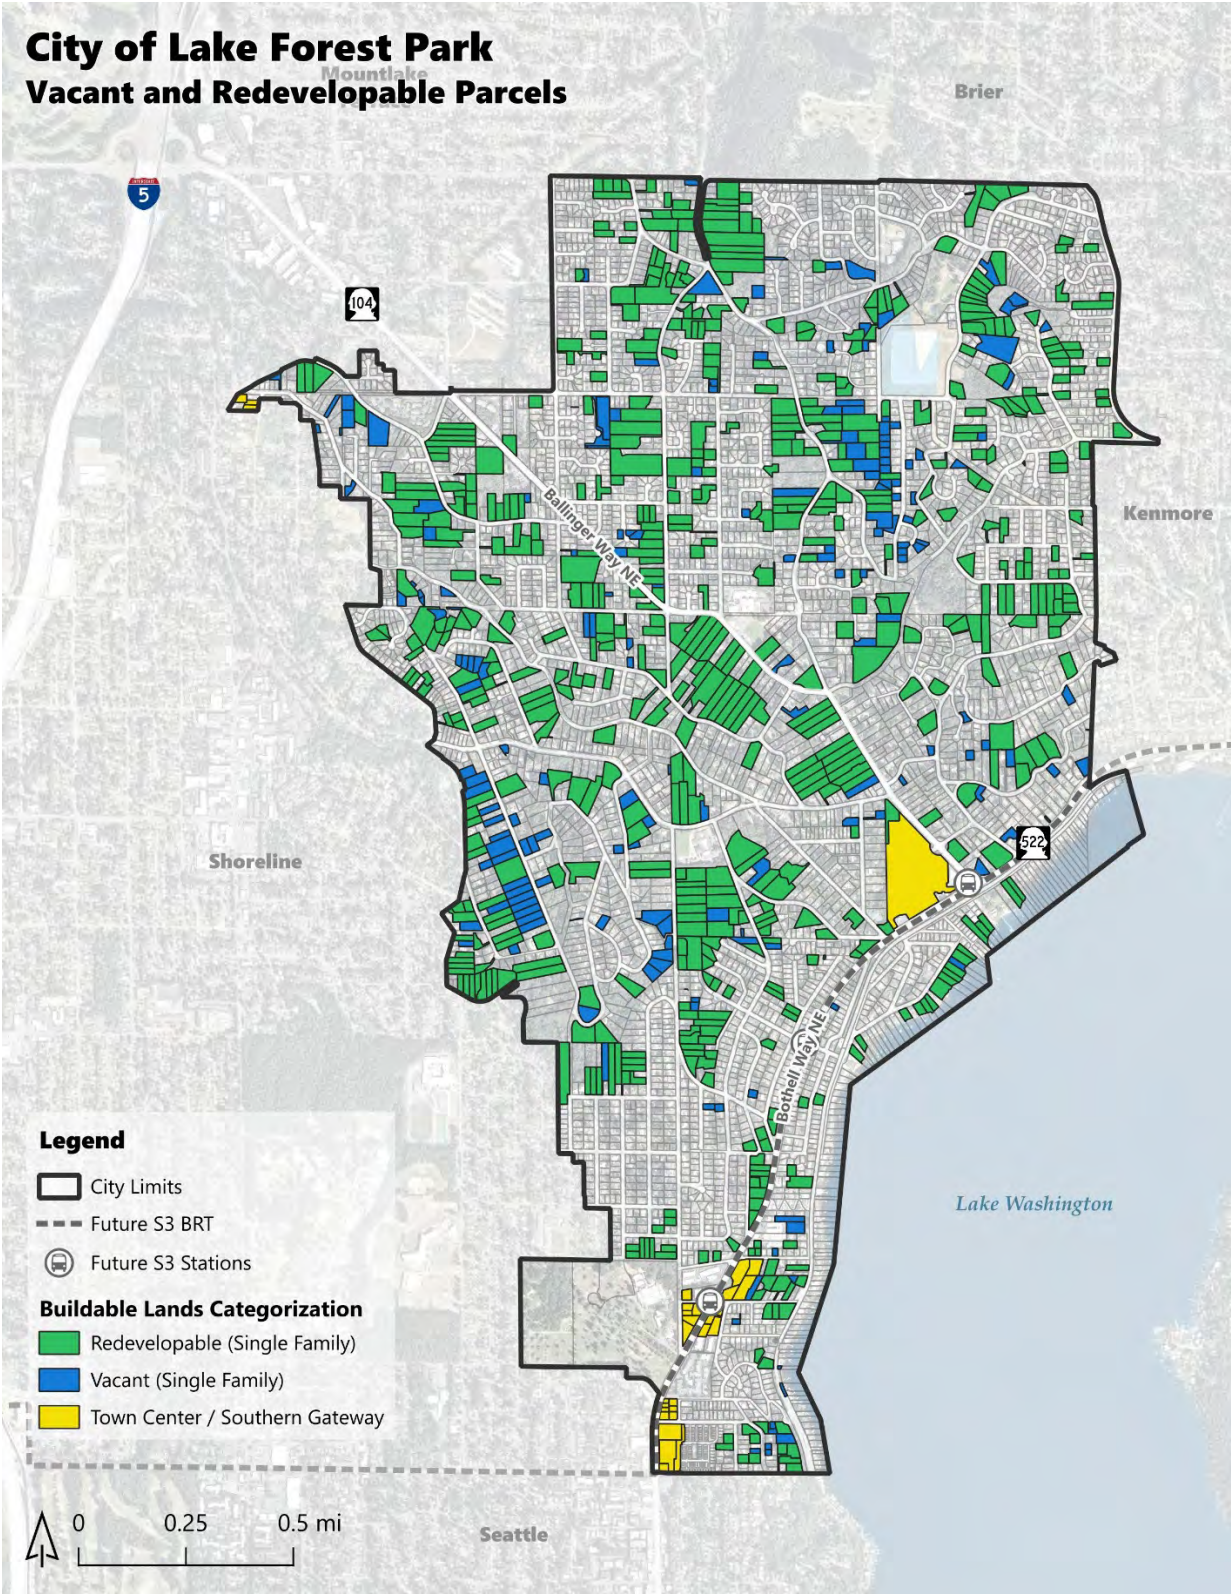 City of Lake Forest Park
Mountlake
Terrace
Vacant and Redevelopable Parcels
Brier
INTERSTATE
5
104
Kenmore
Ballinger Way NE
522
Shoreline
Bothell Way NE
Legend
City Limits
Future S3 BRT
Future S3 Stations
Lake Washington
Buildable Lands Categorization
Redevelopable (Single Family)
Vacant (Single Family)
Town Center / Southern Gateway
0 0.25 0.5 mi
Seattle